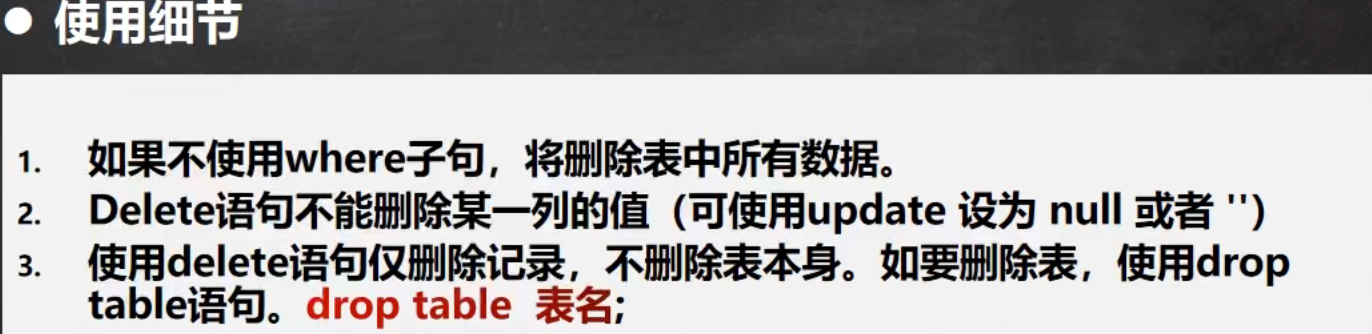 ● 使用细节
1. 如果不使用where子句，将删除表中所有数据。
2. Delete语句不能删除某一列的值（可使用update 设为 null 或者 ''）
3. 使用delete语句仅删除记录，不删除表本身。如要删除表，使用drop
table语句。drop table 表名;